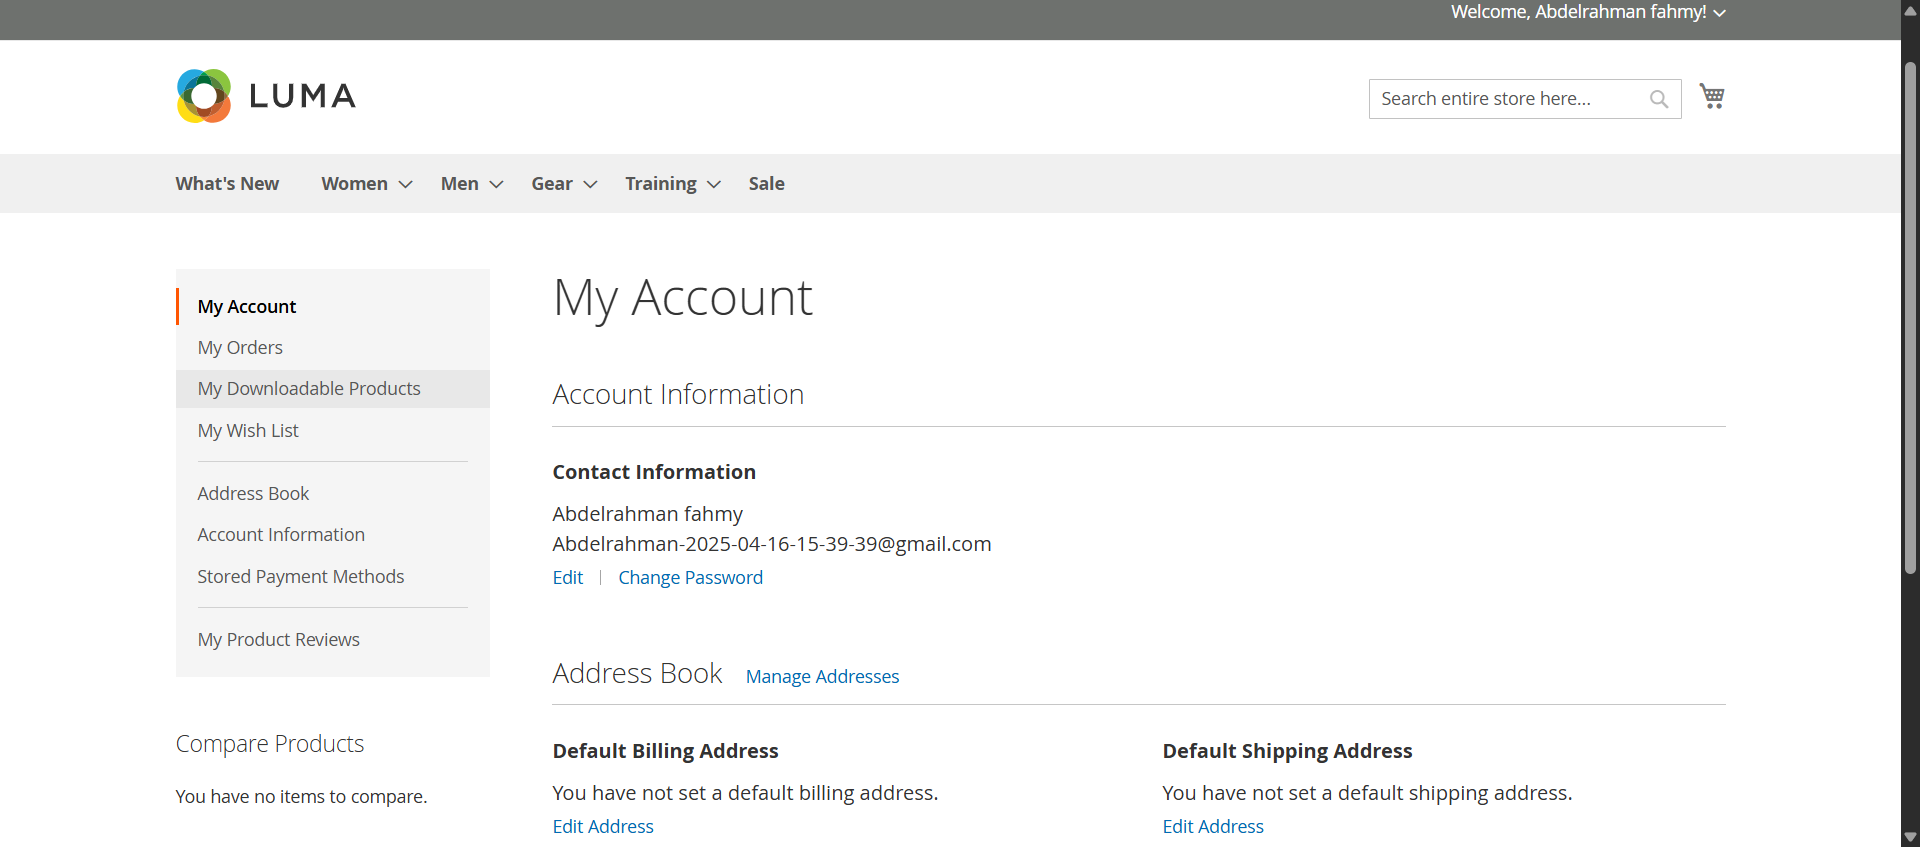 Welcome, Abdelrahman fahmy!
LUMA
Search entire store here...
What's New Women Men Gear Training Sale
My Account
My Orders
My Downloadable Products
My Wish List
Address Book
Account Information
Stored Payment Methods
My Product Reviews
Compare Products
You have no items to compare.
My Account
Account Information
Contact Information
Abdelrahman fahmy
Abdelrahman-2025-04-16-15-39-39@gmail.com
Edit | Change Password
Address Book Manage Addresses
Default Billing Address
You have not set a default billing address.
Edit Address
Default Shipping Address
You have not set a default shipping address.
Edit Address